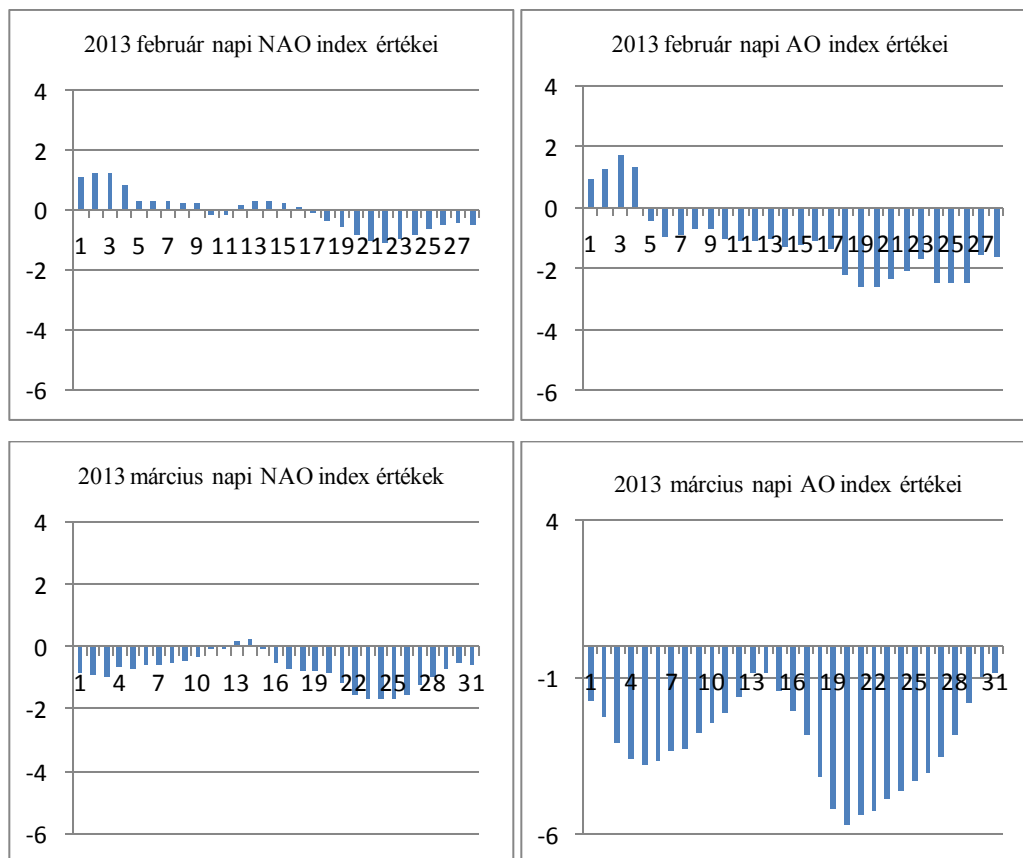 2013 február napi NAO index értékei
4
2
0
-2
-4
-6
1 3 5 7 9 11 13 15 17 19 21 23 25 27
2013 február napi AO index értékei
4
2
0
-2
-4
-6
1 3 5 7 9 11 13 15 17 19 21 23 25 27
2013 március napi NAO index értékek
4
2
0
-2
-4
-6
1 4 7 10 13 16 19 22 25 28 31
2013 március napi AO index értékei
4
-1
-6
1 4 7 10 13 16 19 22 25 28 31